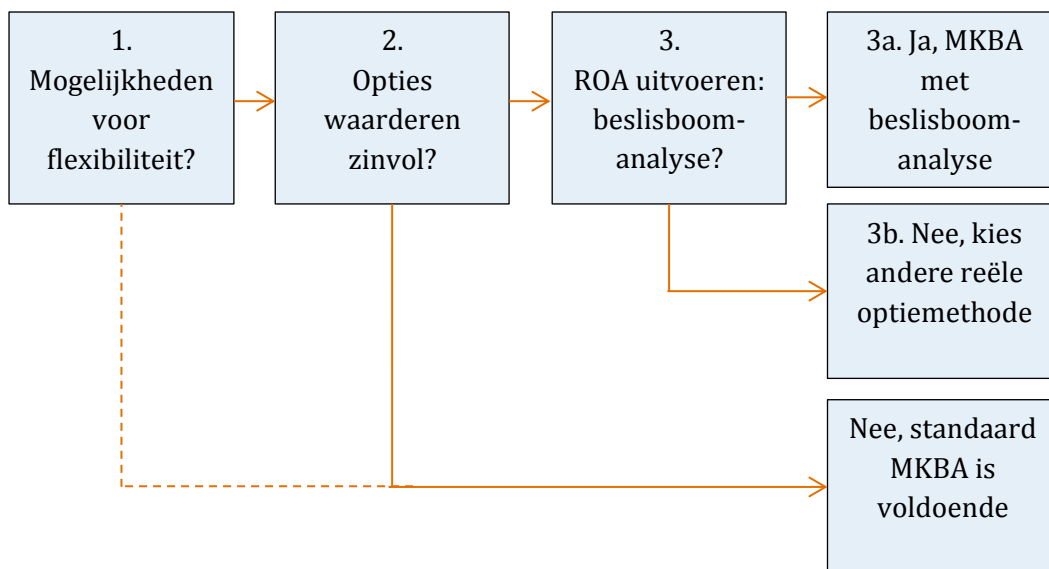 1.
Mogelijkheden
voor
flexibiliteit?
2.
Opties
waarderen
zinvol?
3.
ROA uitvoeren:
beslisboom-
analyse?
3a. Ja, MKBA
met
beslisboom-
analyse
3b. Nee, kies
andere reële
optiemethode
Nee, standaard
MKBA is
voldoende